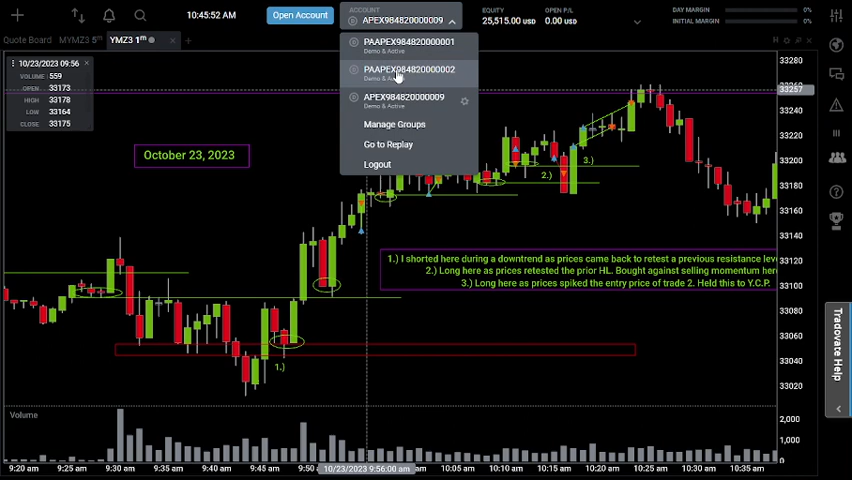 10:45:52
Open Account
ACCOUNT
APEX984820000009
EQUITY
25,515.00 USD
OPEN P/L
0.00 USD
DAY MARGIN
0%
INITIAL MARGIN
0%
Quote Board
MYMZ3 5m
YMZ3 1m
PAAPEX984820000001
Demo & Active
PAAPEX984820000002
Demo & Active
APEX984820000009
Demo & Active
Manage Groups
Go to Replay
Logout
10/23/2023 @ 9:56
VOLUME: 559
OPEN: 33173
HIGH: 33178
LOW: 33164
CLOSE: 33175
October 23, 2023
33280
33257
33240
33220
33200
33180
33160
33140
33120
33100
33080
33060
33040
33020
3.)
2.)
1.)
1.) I shorted here during a downtrend as prices came back to retest a previous resistance leve
2.) Long here as prices retested the prior HL. Bought against selling momentum here
3.) Long here as prices spiked the entry price of trade 2. Held this to Y.C.P.
Tradovate Help
Volume
2,000
1,000
0
9:20 am
9:25 am
9:30 am
9:35 am
9:40 am
9:45 am
9:50
10/23/2023 @ 9:56:00 am
10:05 am
10:10 am
10:15 am
10:20 am
10:25 am
10:30 am
10:35 am